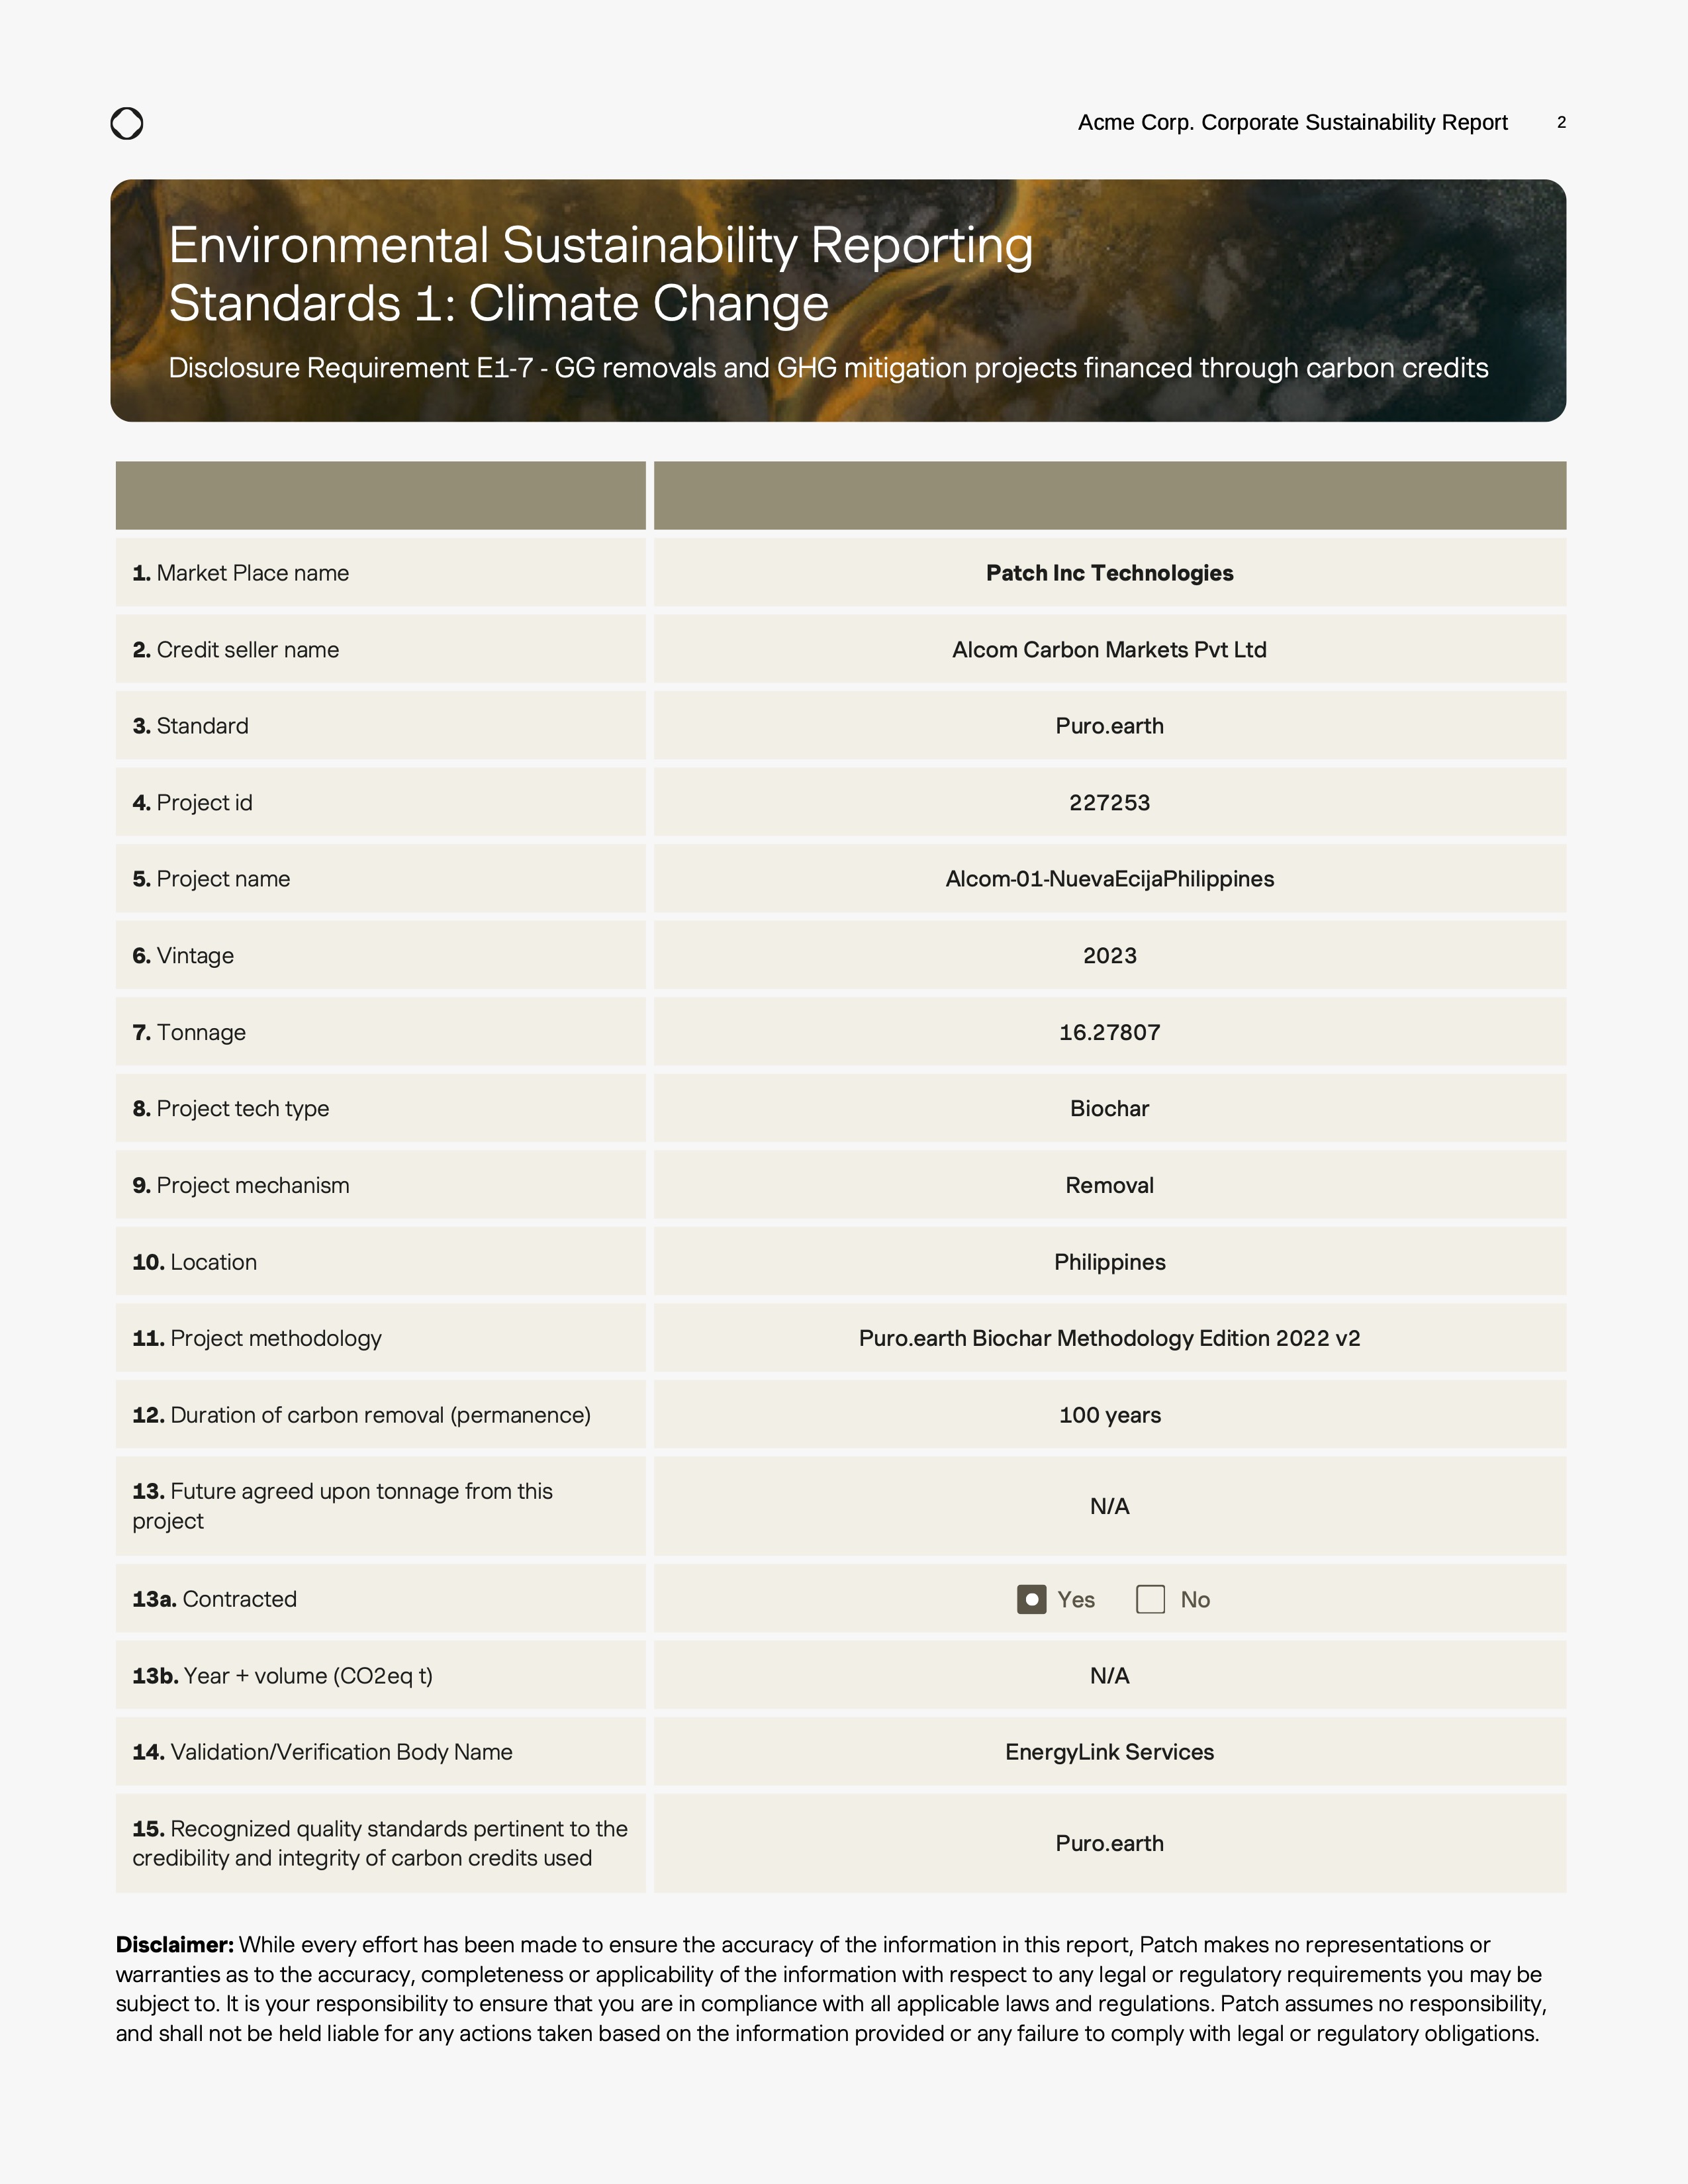 Acme Corp. Corporate Sustainability Report 2
Environmental Sustainability Reporting
Standards 1: Climate Change
Disclosure Requirement E1-7 - GG removals and GHG mitigation projects financed through carbon credits
1. Market Place name Patch Inc Technologies
2. Credit seller name Alcom Carbon Markets Pvt Ltd
3. Standard Puro.earth
4. Project id 227253
5. Project name Alcom-01-NuevaEcijaPhilippines
6. Vintage 2023
7. Tonnage 16.27807
8. Project tech type Biochar
9. Project mechanism Removal
10. Location Philippines
11. Project methodology Puro.earth Biochar Methodology Edition 2022 v2
12. Duration of carbon removal (permanence) 100 years
13. Future agreed upon tonnage from this
project
N/A
13a. Contracted Yes No
13b. Year + volume (CO2eq t) N/A
14. Validation/Verification Body Name EnergyLink Services
15. Recognized quality standards pertinent to the
credibility and integrity of carbon credits used
Puro.earth
Disclaimer: While every effort has been made to ensure the accuracy of the information in this report, Patch makes no representations or
warranties as to the accuracy, completeness or applicability of the information with respect to any legal or regulatory requirements you may be
subject to. It is your responsibility to ensure that you are in compliance with all applicable laws and regulations. Patch assumes no responsibility,
and shall not be held liable for any actions taken based on the information provided or any failure to comply with legal or regulatory obligations.